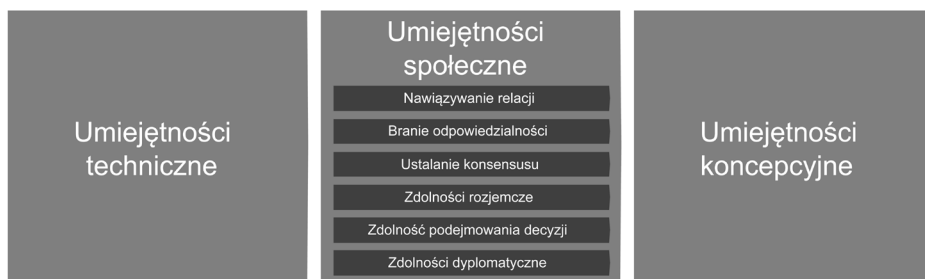 Umiejętności
techniczne
Umiejętności
społeczne
Nawiązywanie relacji
Branie odpowiedzialności
Ustalanie konsensusu
Zdolności rozjemcze
Zdolność podejmowania decyzji
Zdolności dyplomatyczne
Umiejętności
koncepcyjne